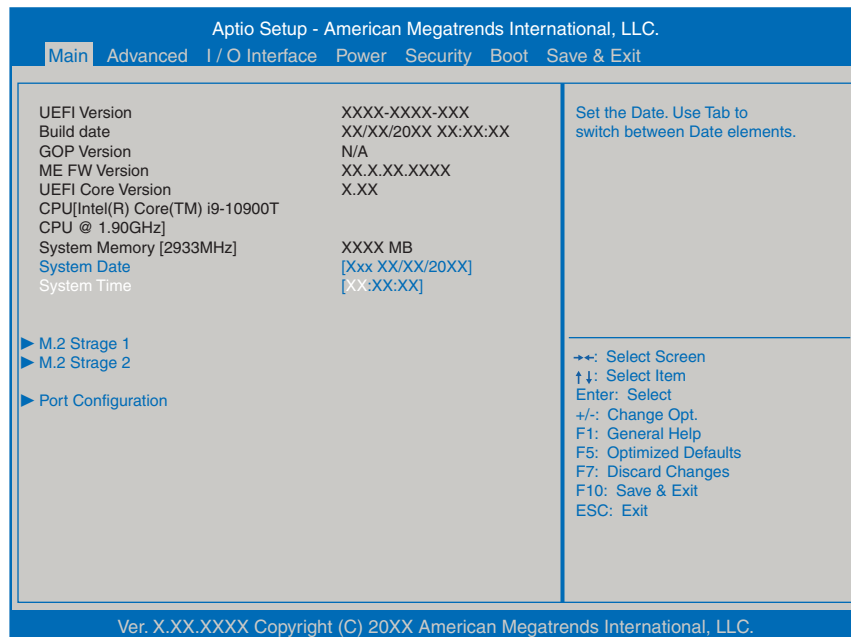 Aptio Setup - American Megatrends International, LLC.
Main Advanced I / O Interface Power Security Boot Save & Exit
UEFI Version XXXX-XXXX-XXX
Build date XX/XX/20XX XX:XX:XX
GOP Version N/A
ME FW Version XX.X.XX.XXXX
UEFI Core Version X.XX
CPU[Intel(R) Core(TM) i9-10900T
CPU @ 1.90GHz]
System Memory [2933MHz] XXXX MB
System Date [Xxx XX/XX/20XX]
System Time [XX:XX:XX]
▶ M.2 Strage 1
▶ M.2 Strage 2
▶ Port Configuration
Set the Date. Use Tab to
switch between Date elements.
→←: Select Screen
↑↓: Select Item
Enter: Select
+/-: Change Opt.
F1: General Help
F5: Optimized Defaults
F7: Discard Changes
F10: Save & Exit
ESC: Exit
Ver. X.XX.XXXX Copyright (C) 20XX American Megatrends International, LLC.